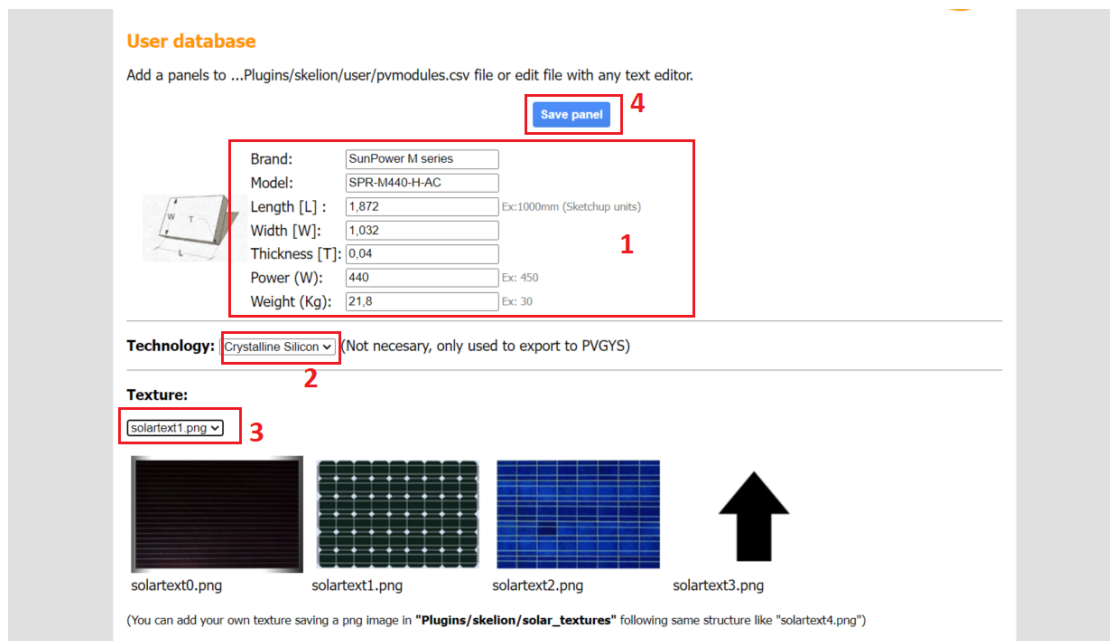 User database
Add a panels to ...Plugins/skelion/user/pvmodules.csv file or edit file with any text editor.
Save panel
4
Brand: SunPower M series
Model: SPR-M440-H-AC
Length [L] : 1,872 Ex:1000mm (Sketchup units)
Width [W]: 1,032
Thickness [T]: 0,04
Power (W): 440 Ex: 450
Weight (Kg): 21,8 Ex: 30
W T L
1
Technology: Crystalline Silicon (Not necesary, only used to export to PVGYS)
2
Texture:
solartext1.png
3
solartext0.png solartext1.png solartext2.png solartext3.png
(You can add your own texture saving a png image in "Plugins/skelion/solar_textures" following same structure like "solartext4.png")